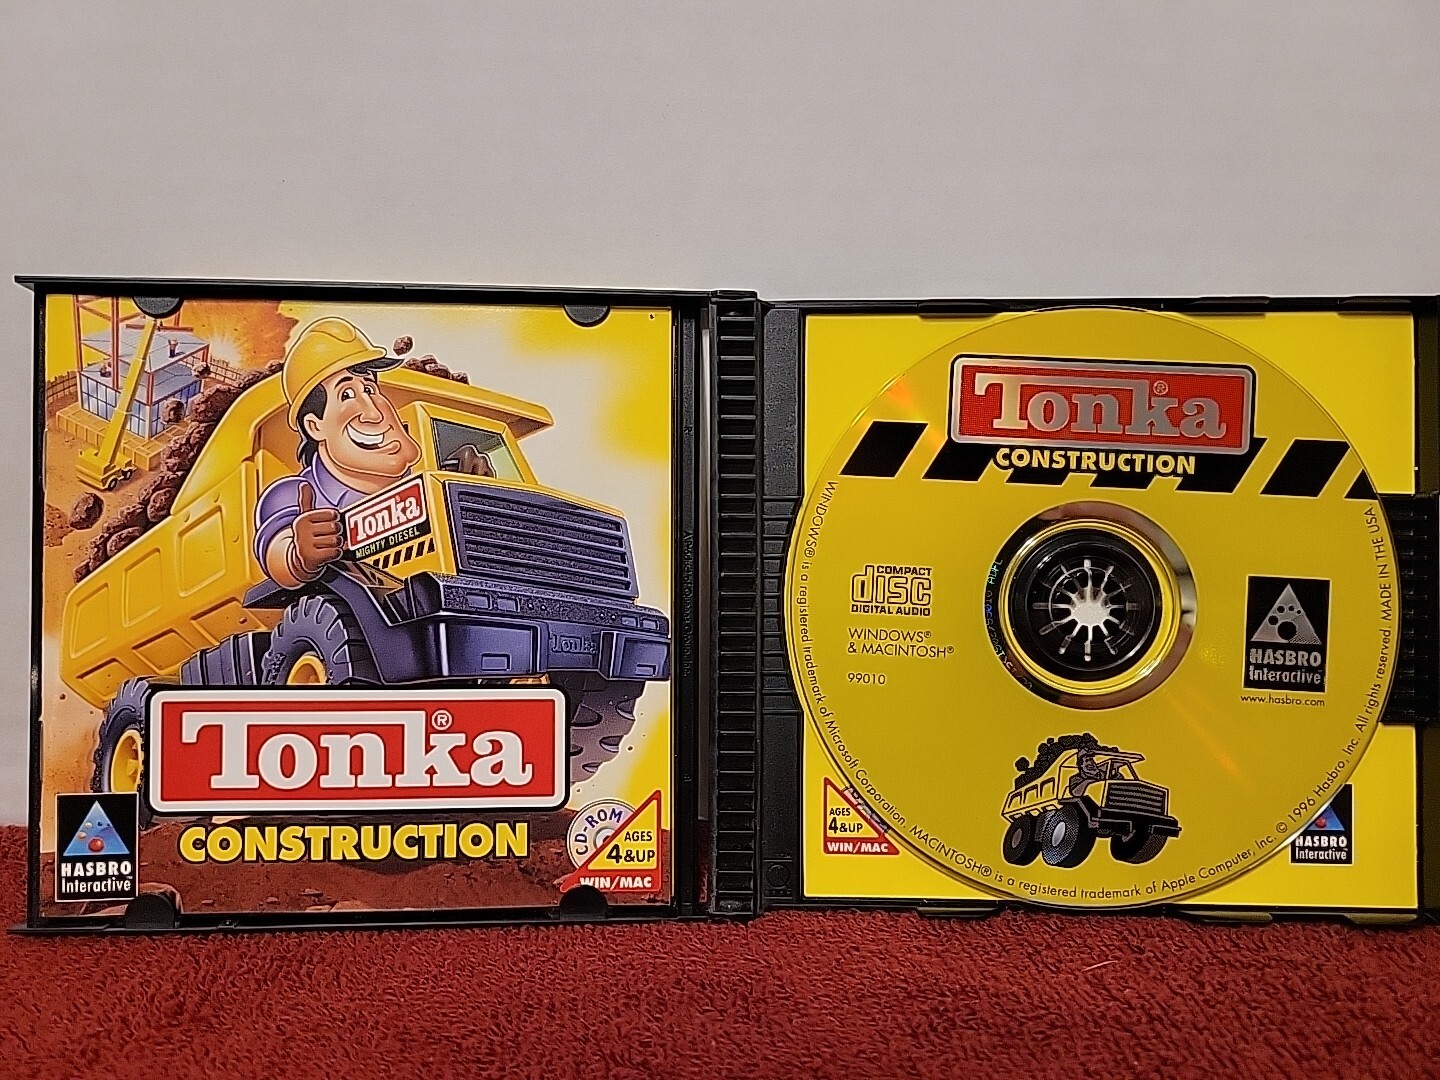 Tonka
MIGHTY DIESEL
Tonka
Tonka®
CONSTRUCTION
HASBRO
Interactive™
CD-ROM
AGES
4 & UP
WIN/MAC
Tonka®
CONSTRUCTION
COMPACT
disc
DIGITAL AUDIO
WINDOWS®
& MACINTOSH®
99010
HASBRO
Interactive™
www.hasbro.com
WINDOWS® is a registered trademark of Microsoft Corporation. MACINTOSH® is a registered trademark of Apple Computer, Inc. © 1996 Hasbro, Inc. All rights reserved. MADE IN THE USA
AGES
4 & UP
WIN/MAC
HASBRO
Interactive